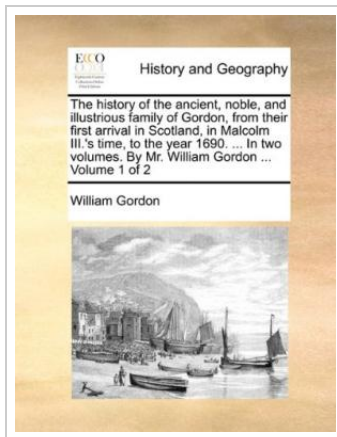 ECCO
History and Geography
The history of the ancient, noble, and
illustrious family of Gordon, from their
first arrival in Scotland, in Malcolm
III.'s time, to the year 1690. ... In two
volumes. By Mr. William Gordon ...
Volume 1 of 2
William Gordon